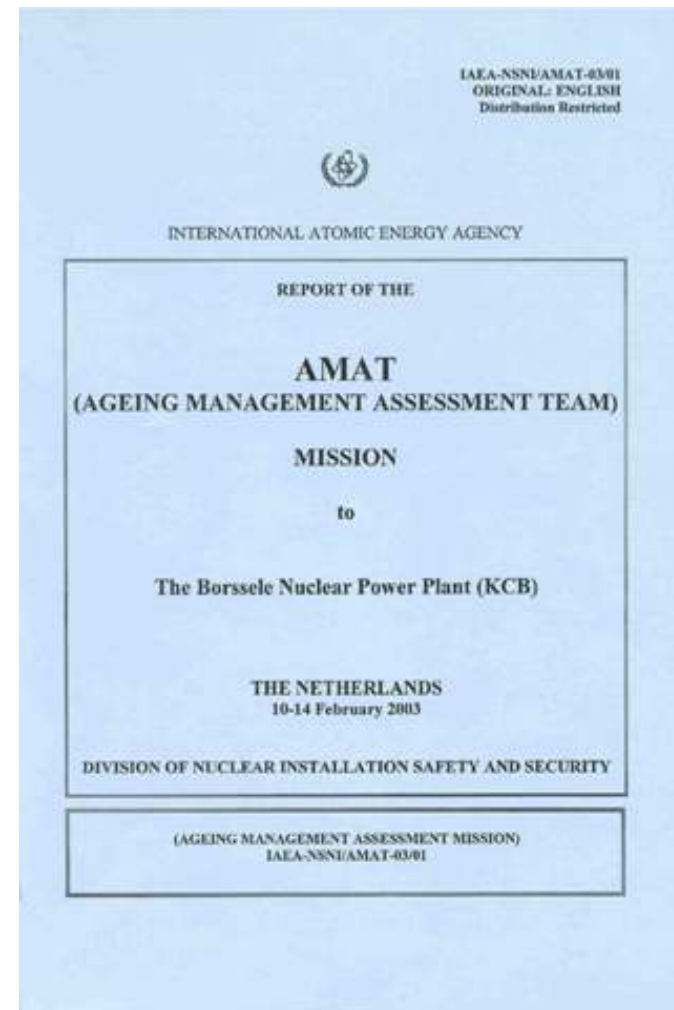 IAEA-NSNI/AMAT-03/01
ORIGINAL: ENGLISH
Distribution Restricted
INTERNATIONAL ATOMIC ENERGY AGENCY
REPORT OF THE
AMAT
(AGEING MANAGEMENT ASSESSMENT TEAM)
MISSION
to
The Borssele Nuclear Power Plant (KCB)
THE NETHERLANDS
10-14 February 2003
DIVISION OF NUCLEAR INSTALLATION SAFETY AND SECURITY
(AGEING MANAGEMENT ASSESSMENT MISSION)
IAEA-NSNI/AMAT-03/01